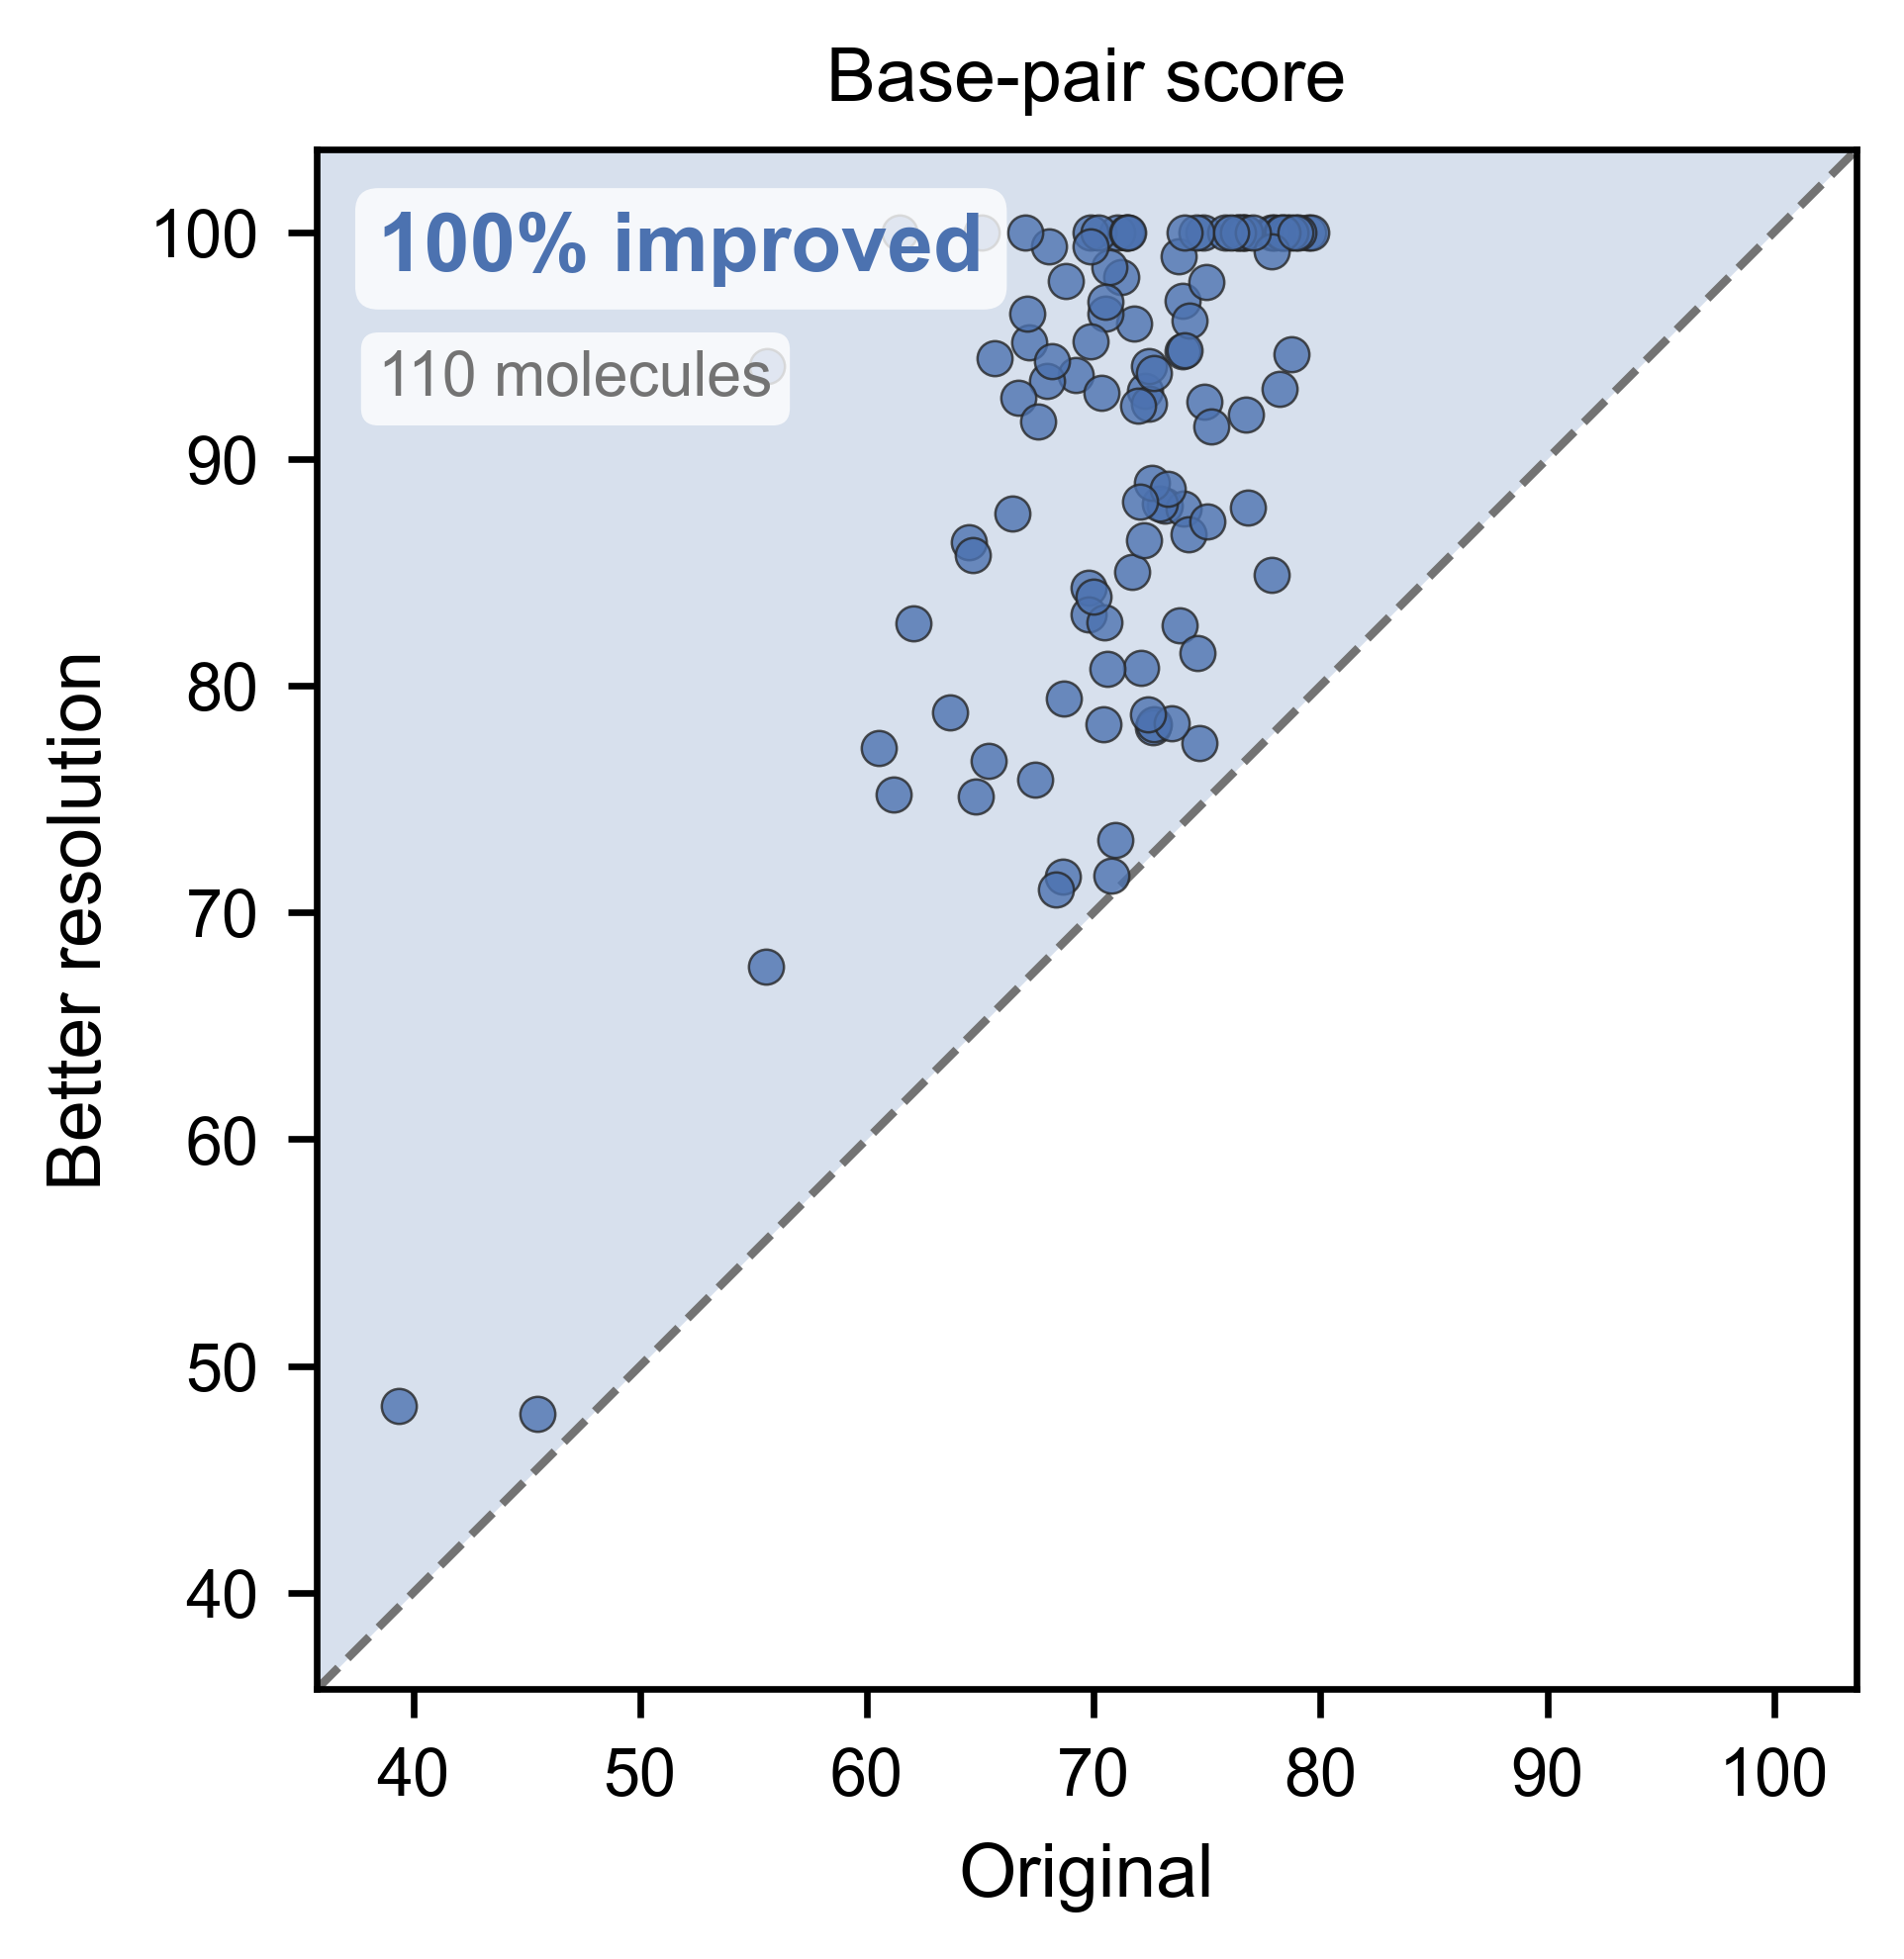 Base-pair score
100% improved
110 molecules
100
90
80
70
60
50
40
Better resolution
40 50 60 70 80 90 100
Original